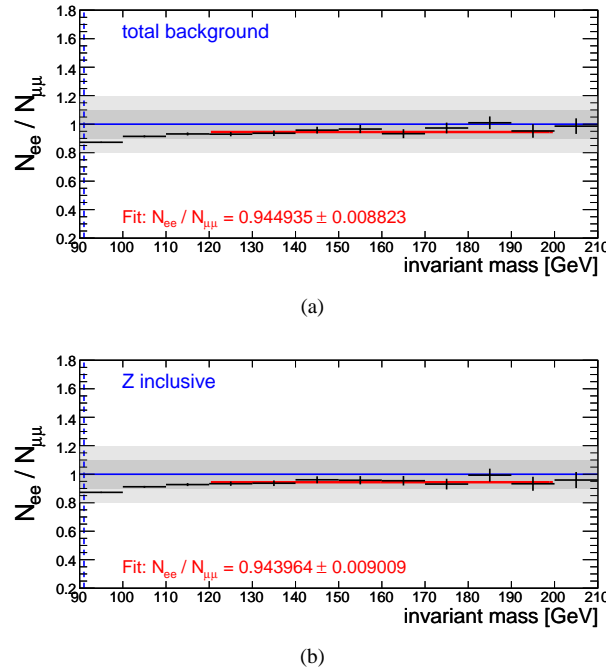 1.8
total background
1.6
1.4
1.2
1
0.8
0.6
0.4
0.2
N_ee / N_μμ
Fit: N_ee / N_μμ = 0.944935 ± 0.008823
90 100 110 120 130 140 150 160 170 180 190 200 210
invariant mass [GeV]
(a)
1.8
Z inclusive
1.6
1.4
1.2
1
0.8
0.6
0.4
0.2
N_ee / N_μμ
Fit: N_ee / N_μμ = 0.943964 ± 0.009009
90 100 110 120 130 140 150 160 170 180 190 200 210
invariant mass [GeV]
(b)